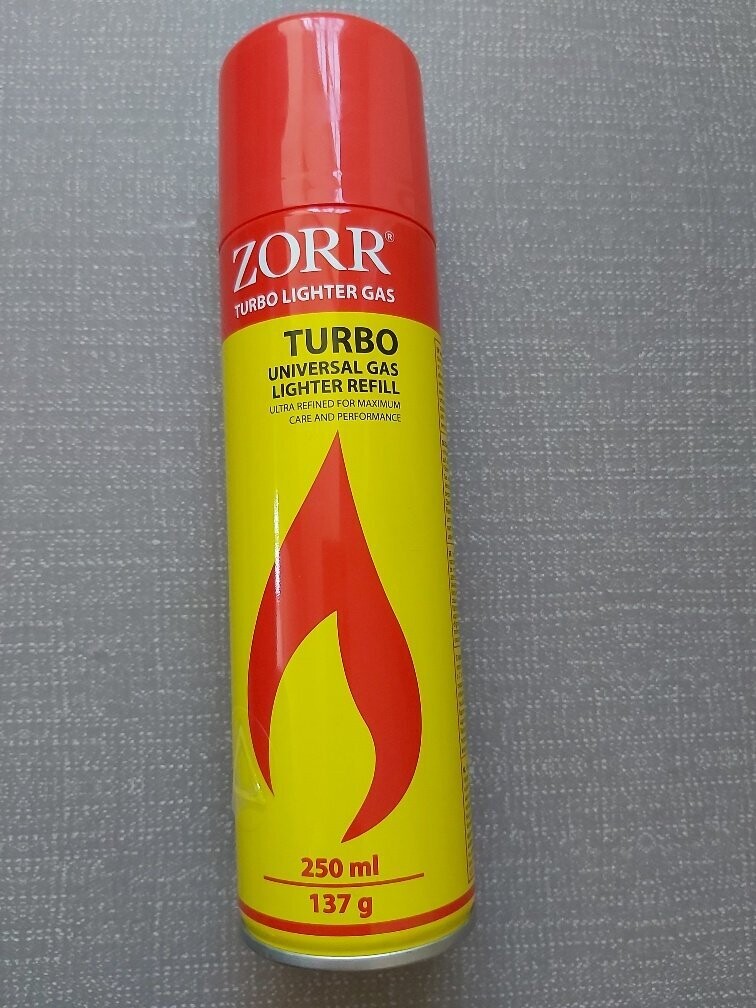 ZORR®
TURBO LIGHTER GAS
TURBO
UNIVERSAL GAS
LIGHTER REFILL
ULTRA REFINED FOR MAXIMUM
CARE AND PERFORMANCE
250 ml
137 g